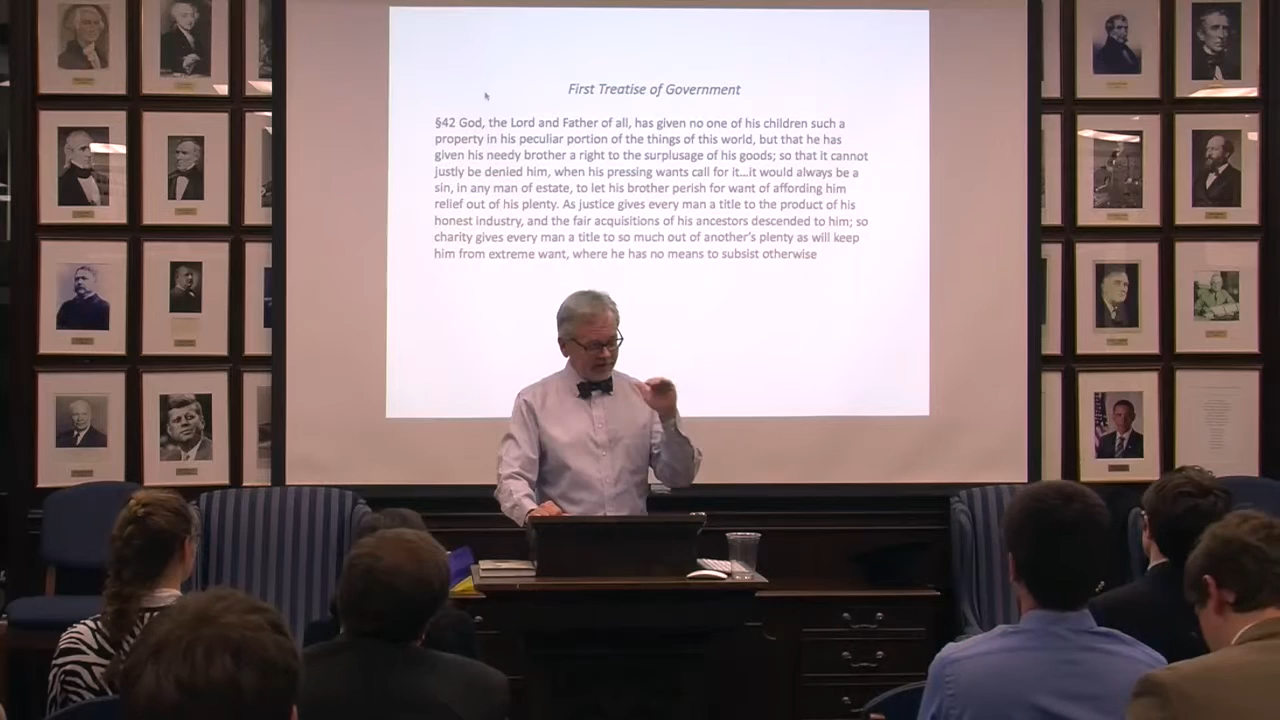 First Treatise of Government
§42 God, the Lord and Father of all, has given no one of his children such a
property in his peculiar portion of the things of this world, but that he has
given his needy brother a right to the surplusage of his goods; so that it cannot
justly be denied him, when his pressing wants call for it…it would always be a
sin, in any man of estate, to let his brother perish for want of affording him
relief out of his plenty. As justice gives every man a title to the product of his
honest industry, and the fair acquisitions of his ancestors descended to him; so
charity gives every man a title to so much out of another's plenty as will keep
him from extreme want, where he has no means to subsist otherwise